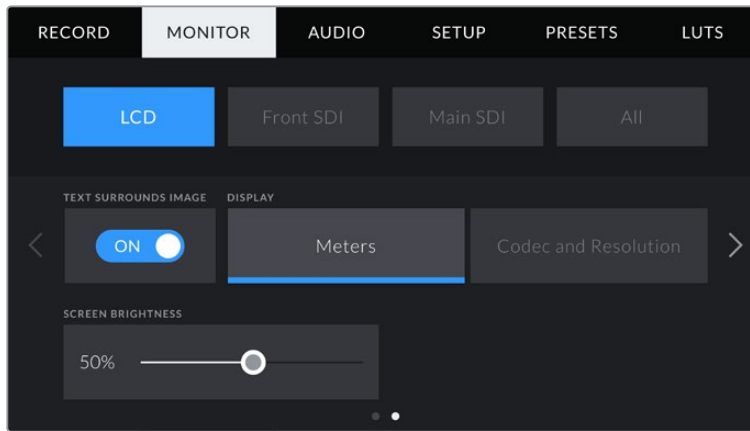 RECORD MONITOR AUDIO SETUP PRESETS LUTS
LCD Front SDI Main SDI All
TEXT SURROUNDS IMAGE DISPLAY
ON Meters Codec and Resolution
SCREEN BRIGHTNESS
50%